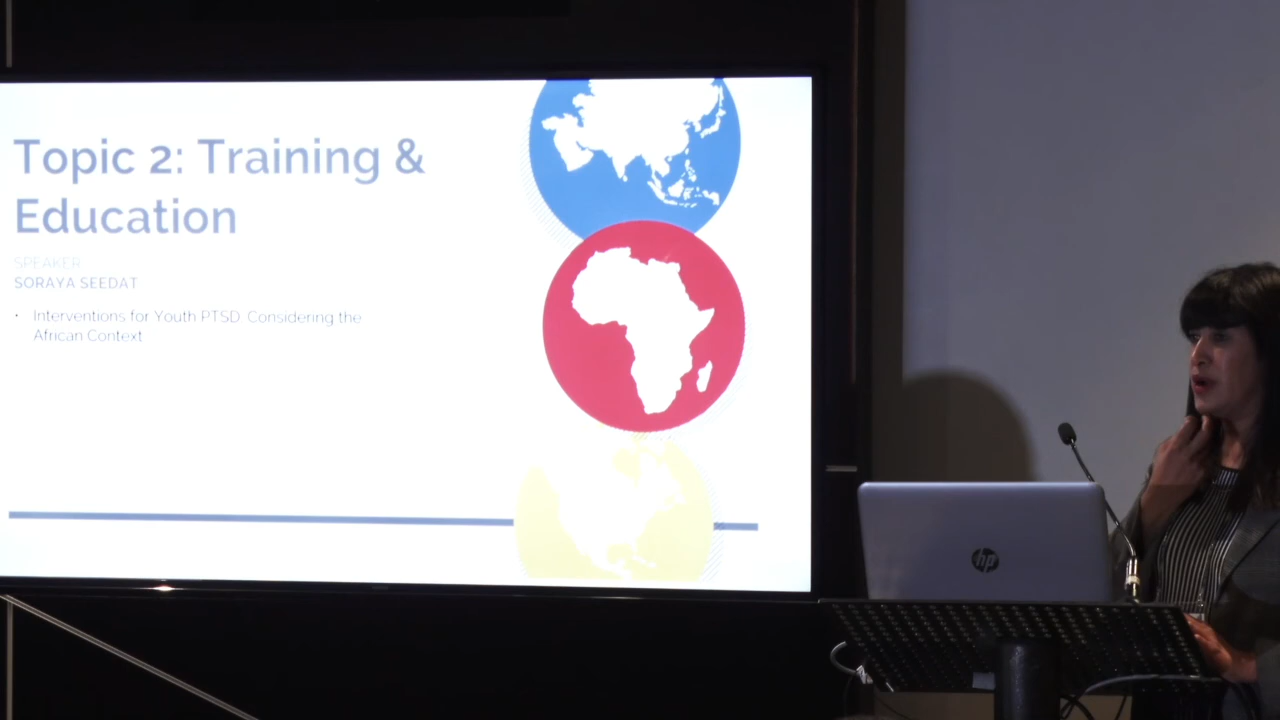 Topic 2: Training &
Education
SPEAKER
SORAYA SEEDAT
• Interventions for Youth PTSD Considering the
African Context
hp